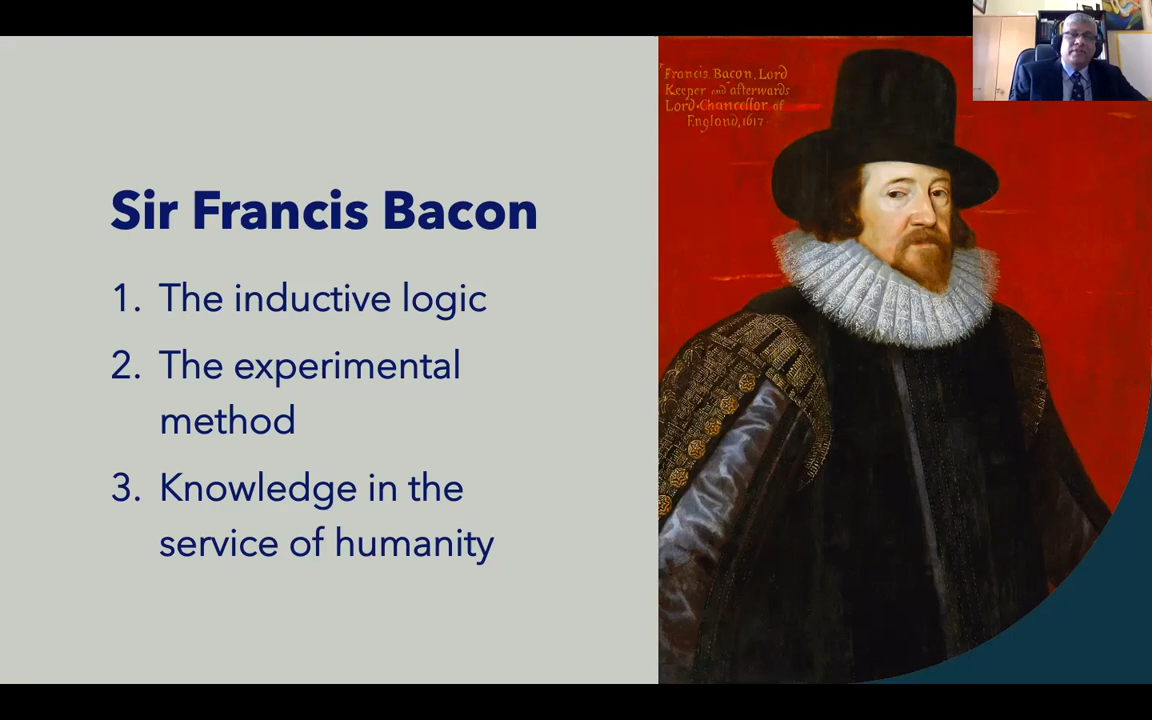 Sir Francis Bacon
1. The inductive logic
2. The experimental
method
3. Knowledge in the
service of humanity
Francis. Bacon. Lord
Keeper and afterwards
Lord Chancellor of
England, 1617